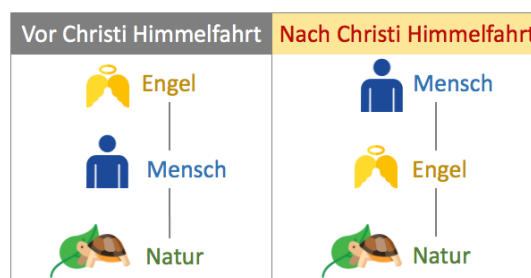 Vor Christi Himmelfahrt
Nach Christi Himmelfahrt
Engel
Mensch
Natur
Mensch
Engel
Natur